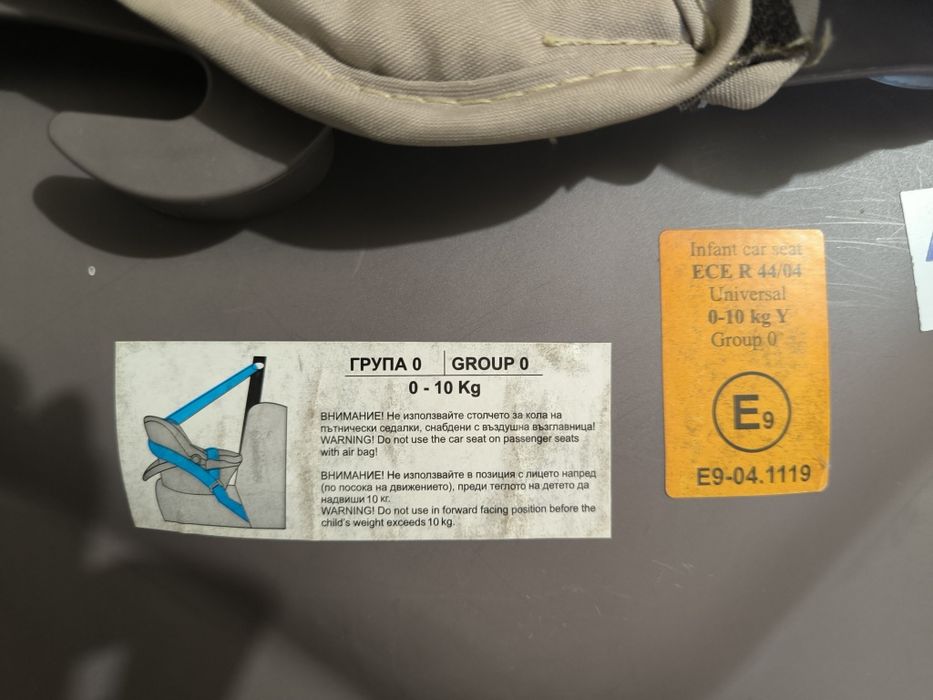 Infant car seat
ECE R 44/04
Universal
0-10 kg Y
Group 0
E9
E9-04.1119
ГРУПА 0 GROUP 0
0 - 10 Kg
ВНИМАНИЕ! Не използвайте столчето за кола на
пътнически седалки, снабдени с въздушна възглавница!
WARNING! Do not use the car seat on passenger seats
with air bag!
ВНИМАНИЕ! Не използвайте в позиция с лицето напред
(по посока на движението), преди теглото на детето да
надвиши 10 кг.
WARNING! Do not use in forward facing position before the
child's weight exceeds 10 kg.